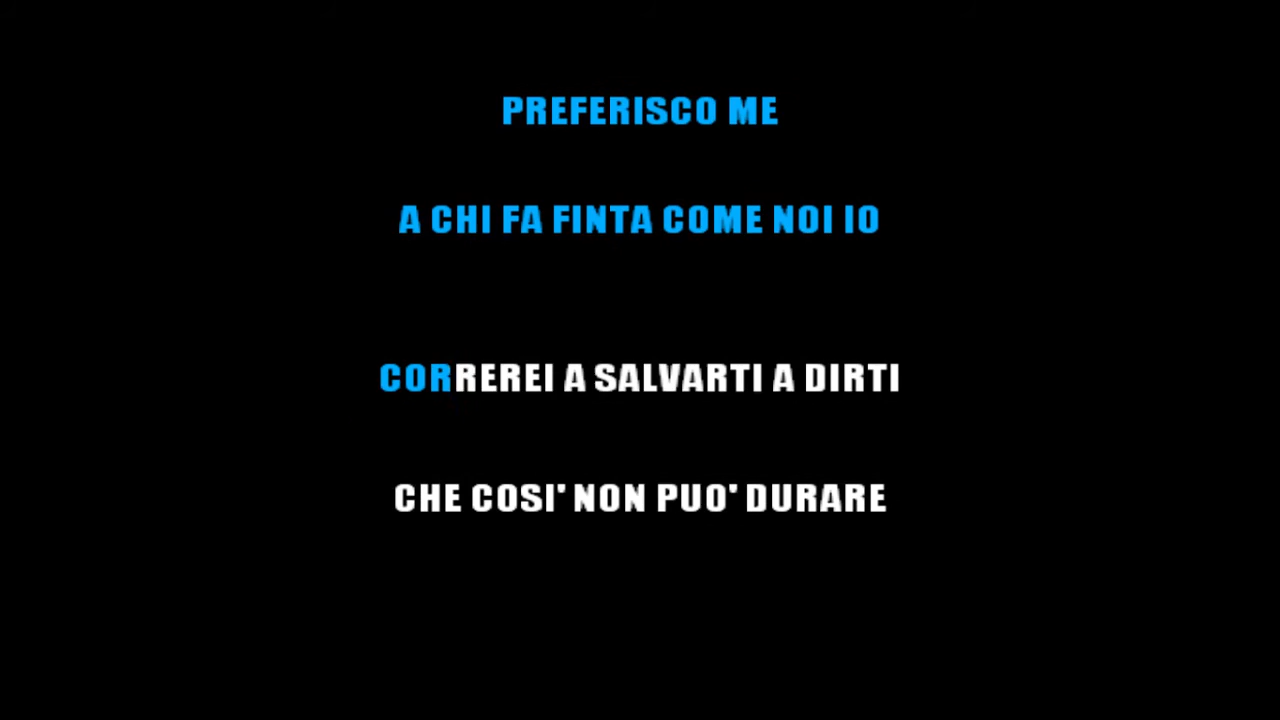 PREFERISCO ME
A CHI FA FINTA COME NOI IO
CORREREI A SALVARTI A DIRTI
CHE COSI' NON PUO' DURARE